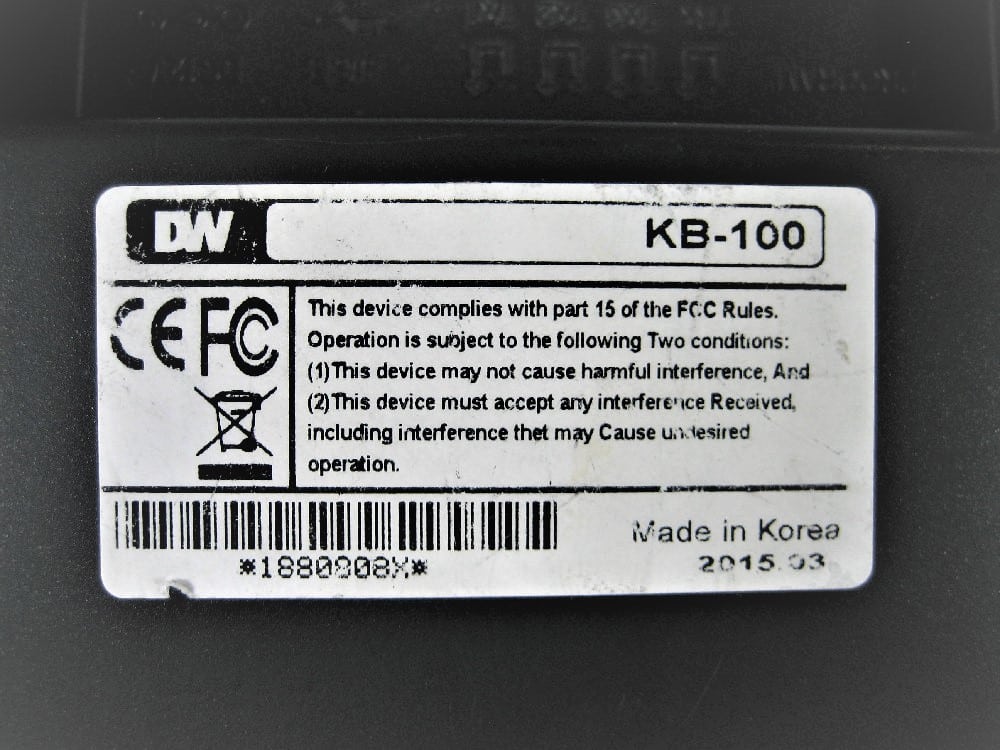 DW
KB-100
CE FC
This device complies with part 15 of the FCC Rules.
Operation is subject to the following Two conditions:
(1)This device may not cause harmful interference, And
(2)This device must accept any interference Received,
including interference thet may Cause undesired
operation.
*1880808X*
Made in Korea
2015.03